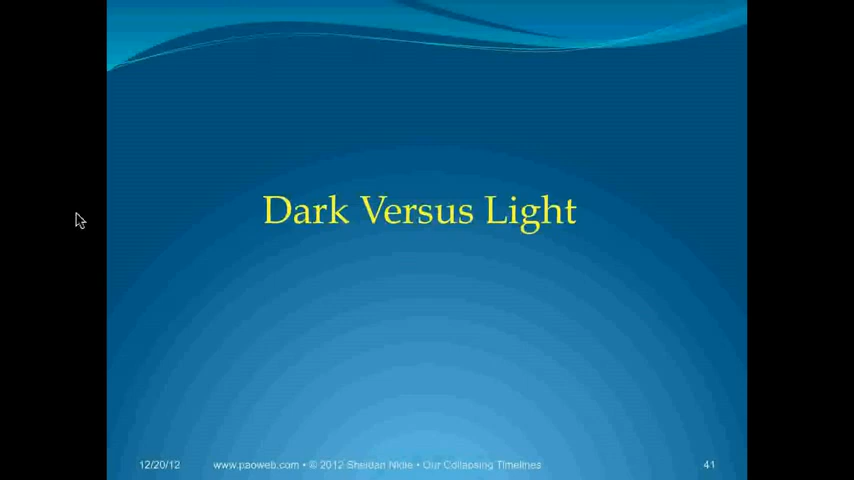 Dark Versus Light
12/20/12 www.paoweb.com • © 2012 Sheldan Nidle • Our Collapsing Timelines 41